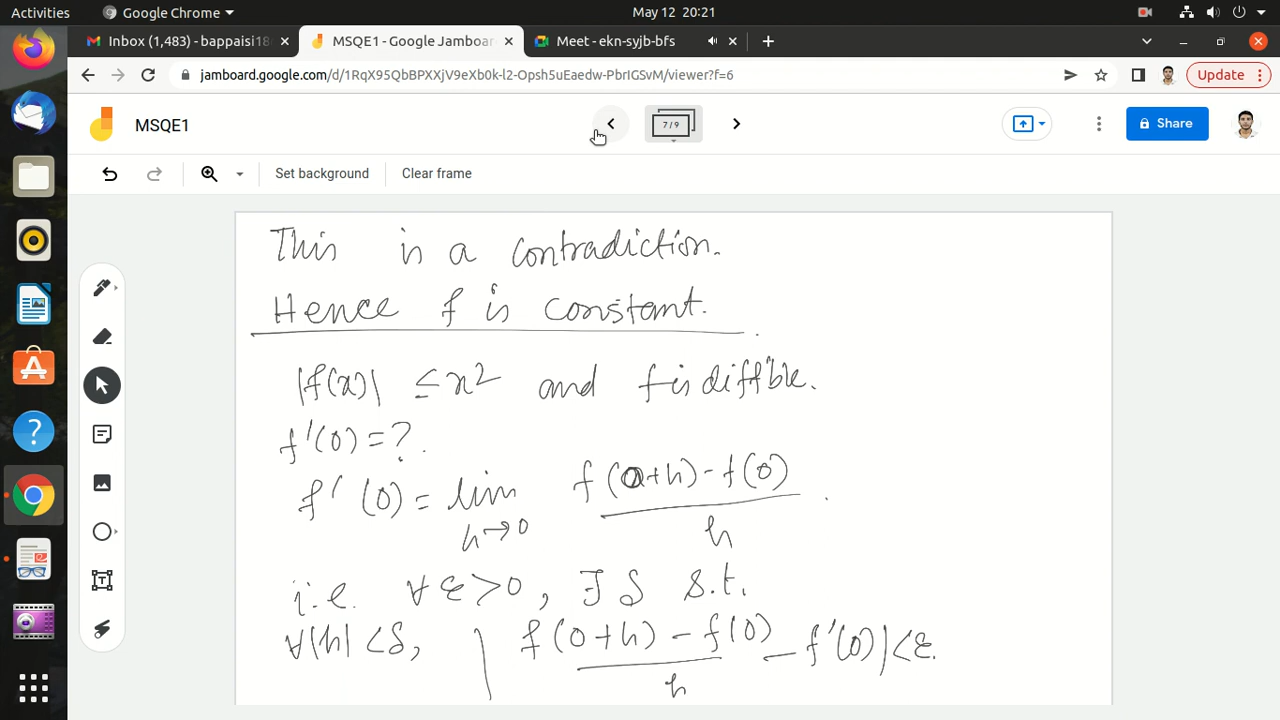 Activities
Google Chrome
May 12 20:21
Inbox (1,483) - bappaisi18
MSQE1 - Google Jamboar
Meet - ekn-syjb-bfs
jamboard.google.com/d/1RqX95QbBPXXjV9eXb0k-l2-Opsh5uEaedw-PbrIGSvM/viewer?f=6
Update
MSQE1
7/9
Share
Set background
Clear frame
This is a contradiction.
Hence f is constant.
|f(x)| ≤ x² and f is diff'ble.
f'(0) = ?.
f'(0) = lim h→0 f(0+h) - f(0) / h .
i.e. ∀ ε > 0, ∃ δ s.t.
∀ |h| < δ, | f(0+h) - f(0) / h - f'(0)| < ε.